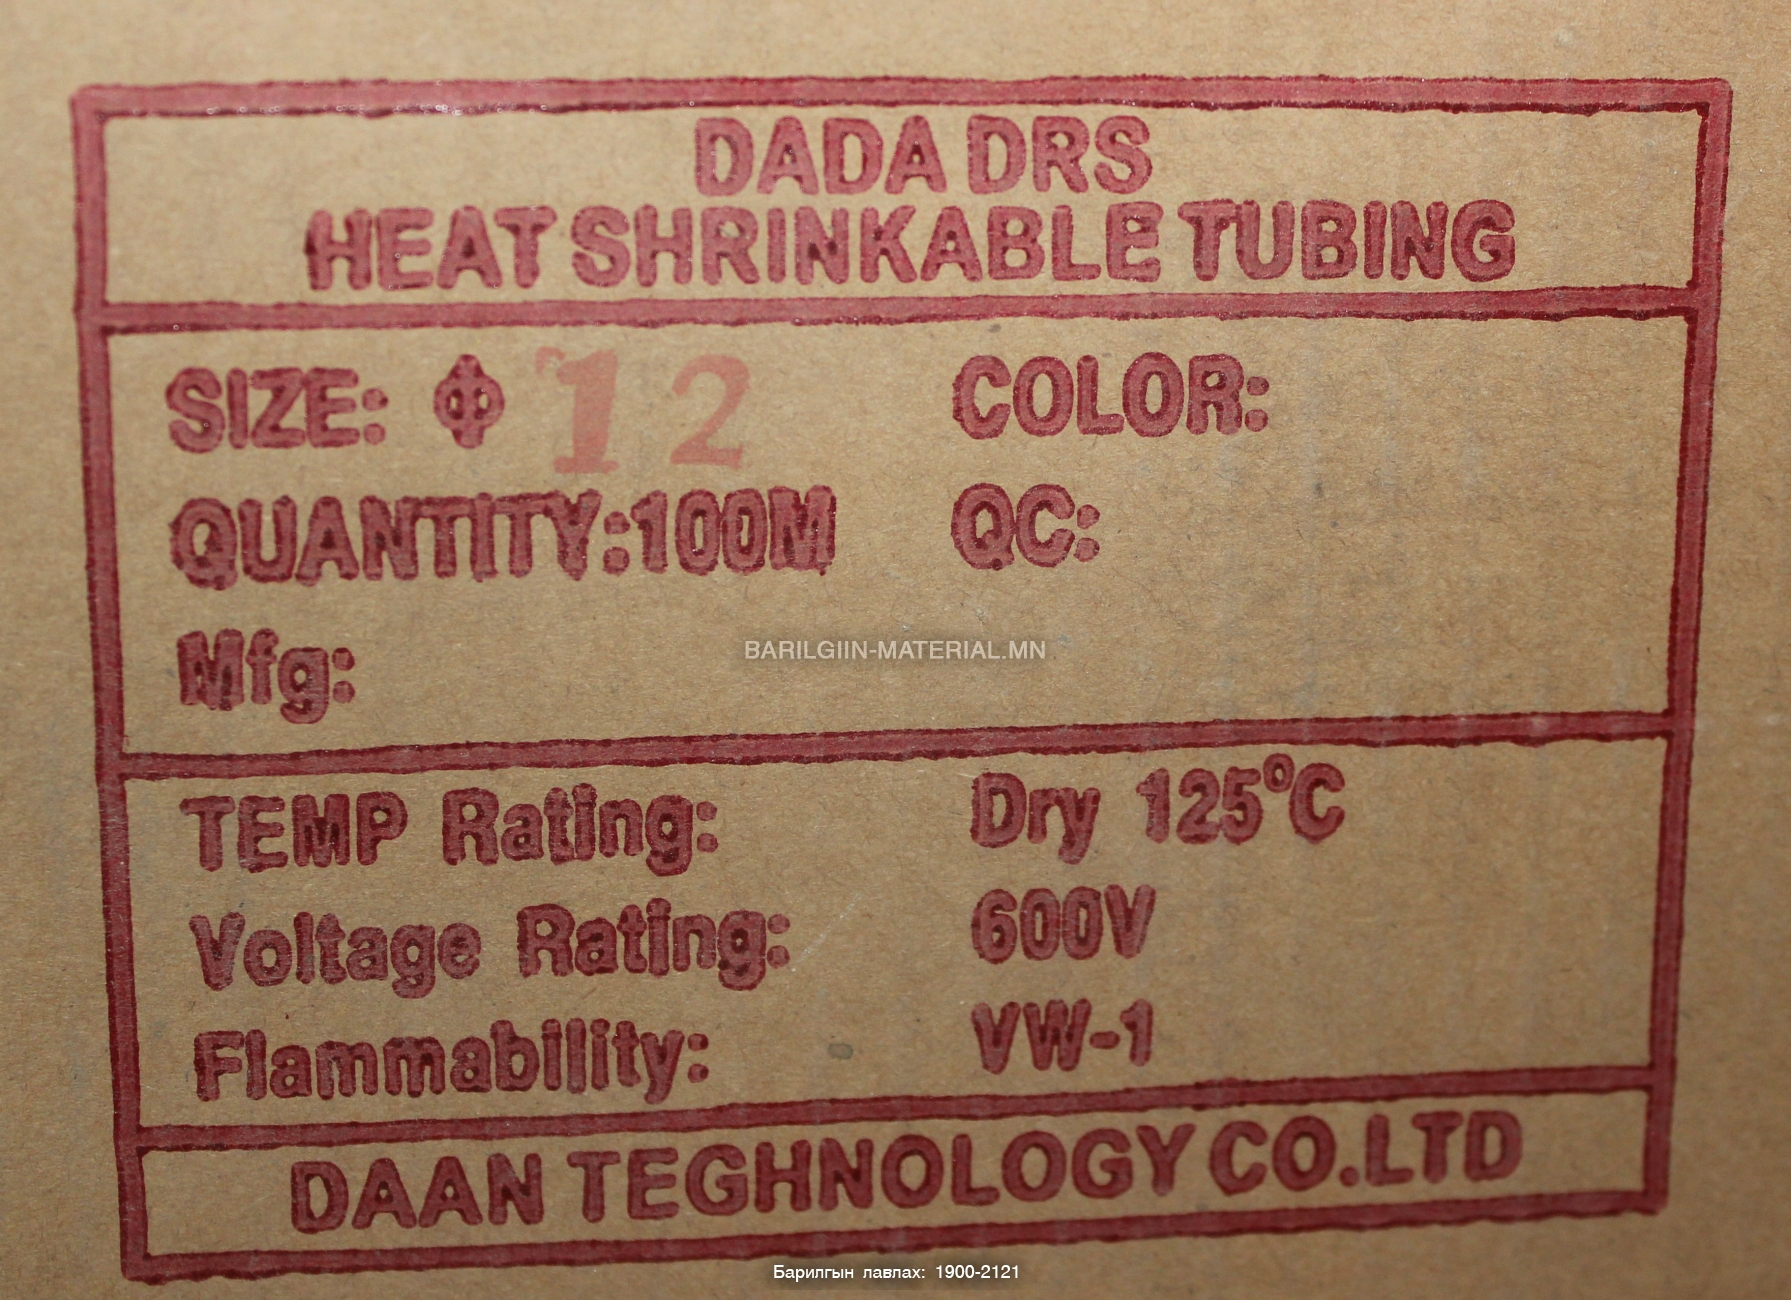 DADA DRS
HEAT SHRINKABLE TUBING
SIZE: Φ 12 COLOR:
QUANTITY:100M QC:
Mfg:
BARILGIIN-MATERIAL.MN
TEMP Rating: Dry 125°C
Voltage Rating: 600V
Flammability: VW-1
DAAN TEGHNOLOGY CO.LTD
Барилгын лавлах: 1900-2121